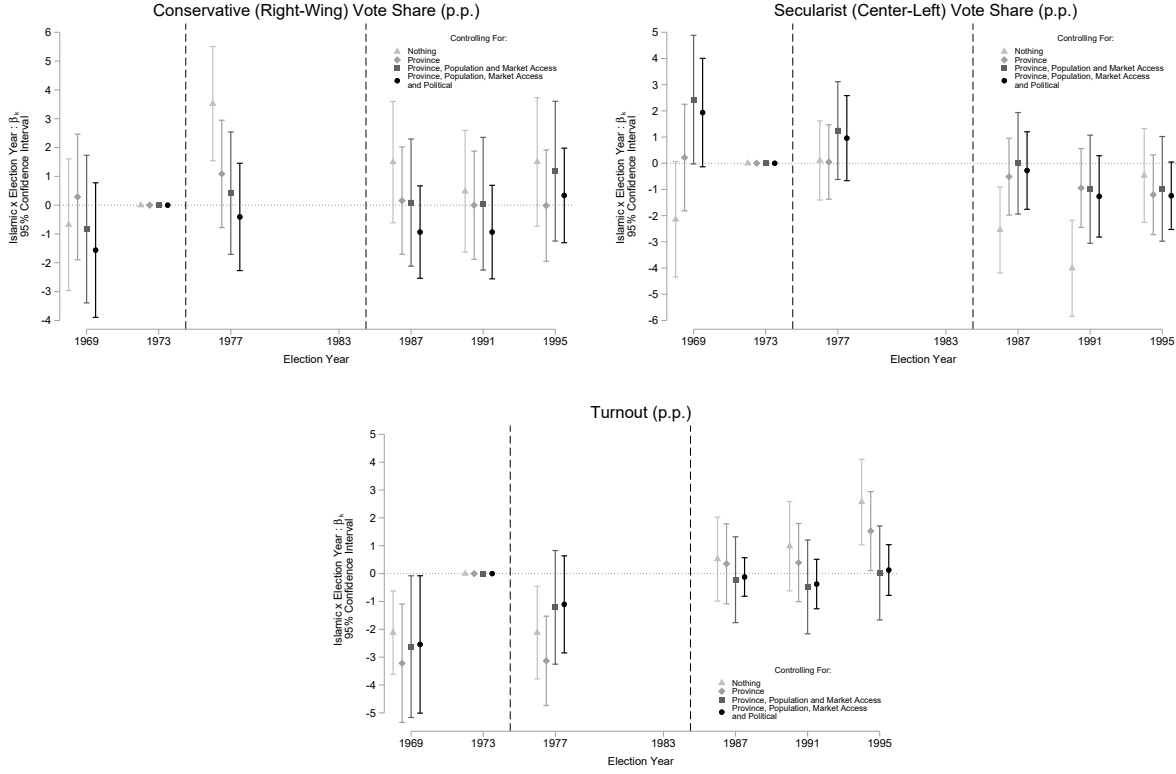 Conservative (Right-Wing) Vote Share (p.p.)
Islamic x Election Year : βk
95% Confidence Interval
6
5
4
3
2
1
0
-1
-2
-3
-4
Controlling For:
Nothing
Province
Province, Population and Market Access
Province, Population, Market Access
and Political
1969
1973
1977
1983
1987
1991
1995
Election Year
Secularist (Center-Left) Vote Share (p.p.)
Islamic x Election Year : βk
95% Confidence Interval
5
4
3
2
1
0
-1
-2
-3
-4
-5
-6
Controlling For:
Nothing
Province
Province, Population and Market Access
Province, Population, Market Access
and Political
1969
1973
1977
1983
1987
1991
1995
Election Year
Turnout (p.p.)
Islamic x Election Year : βk
95% Confidence Interval
5
4
3
2
1
0
-1
-2
-3
-4
-5
Controlling For:
Nothing
Province
Province, Population and Market Access
Province, Population, Market Access
and Political
1969
1973
1977
1983
1987
1991
1995
Election Year